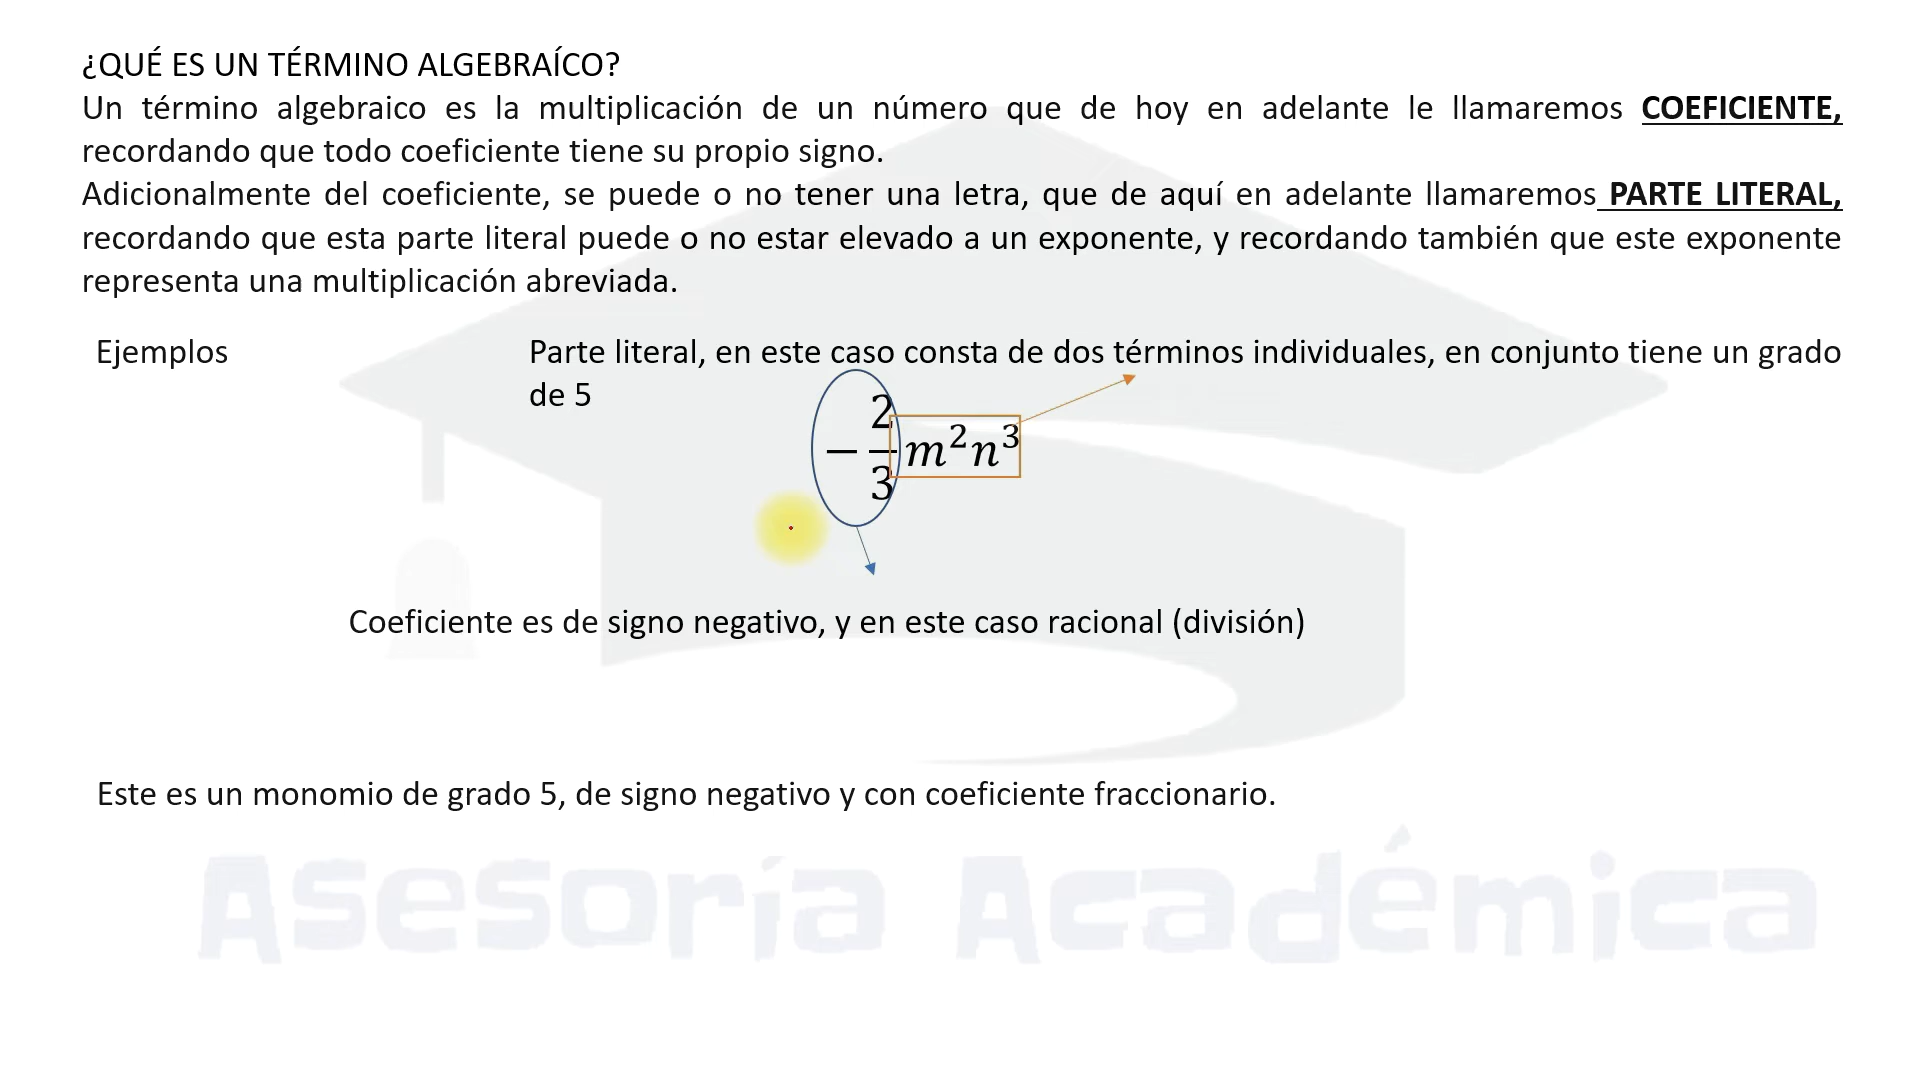 ¿QUÉ ES UN TÉRMINO ALGEBRAÍCO?
Un término algebraico es la multiplicación de un número que de hoy en adelante le llamaremos COEFICIENTE,
recordando que todo coeficiente tiene su propio signo.
Adicionalmente del coeficiente, se puede o no tener una letra, que de aquí en adelante llamaremos PARTE LITERAL,
recordando que esta parte literal puede o no estar elevado a un exponente, y recordando también que este exponente
representa una multiplicación abreviada.
Ejemplos
Parte literal, en este caso consta de dos términos individuales, en conjunto tiene un grado
de 5
−2/3 m²n³
Coeficiente es de signo negativo, y en este caso racional (división)
Este es un monomio de grado 5, de signo negativo y con coeficiente fraccionario.
Asesoría Académica